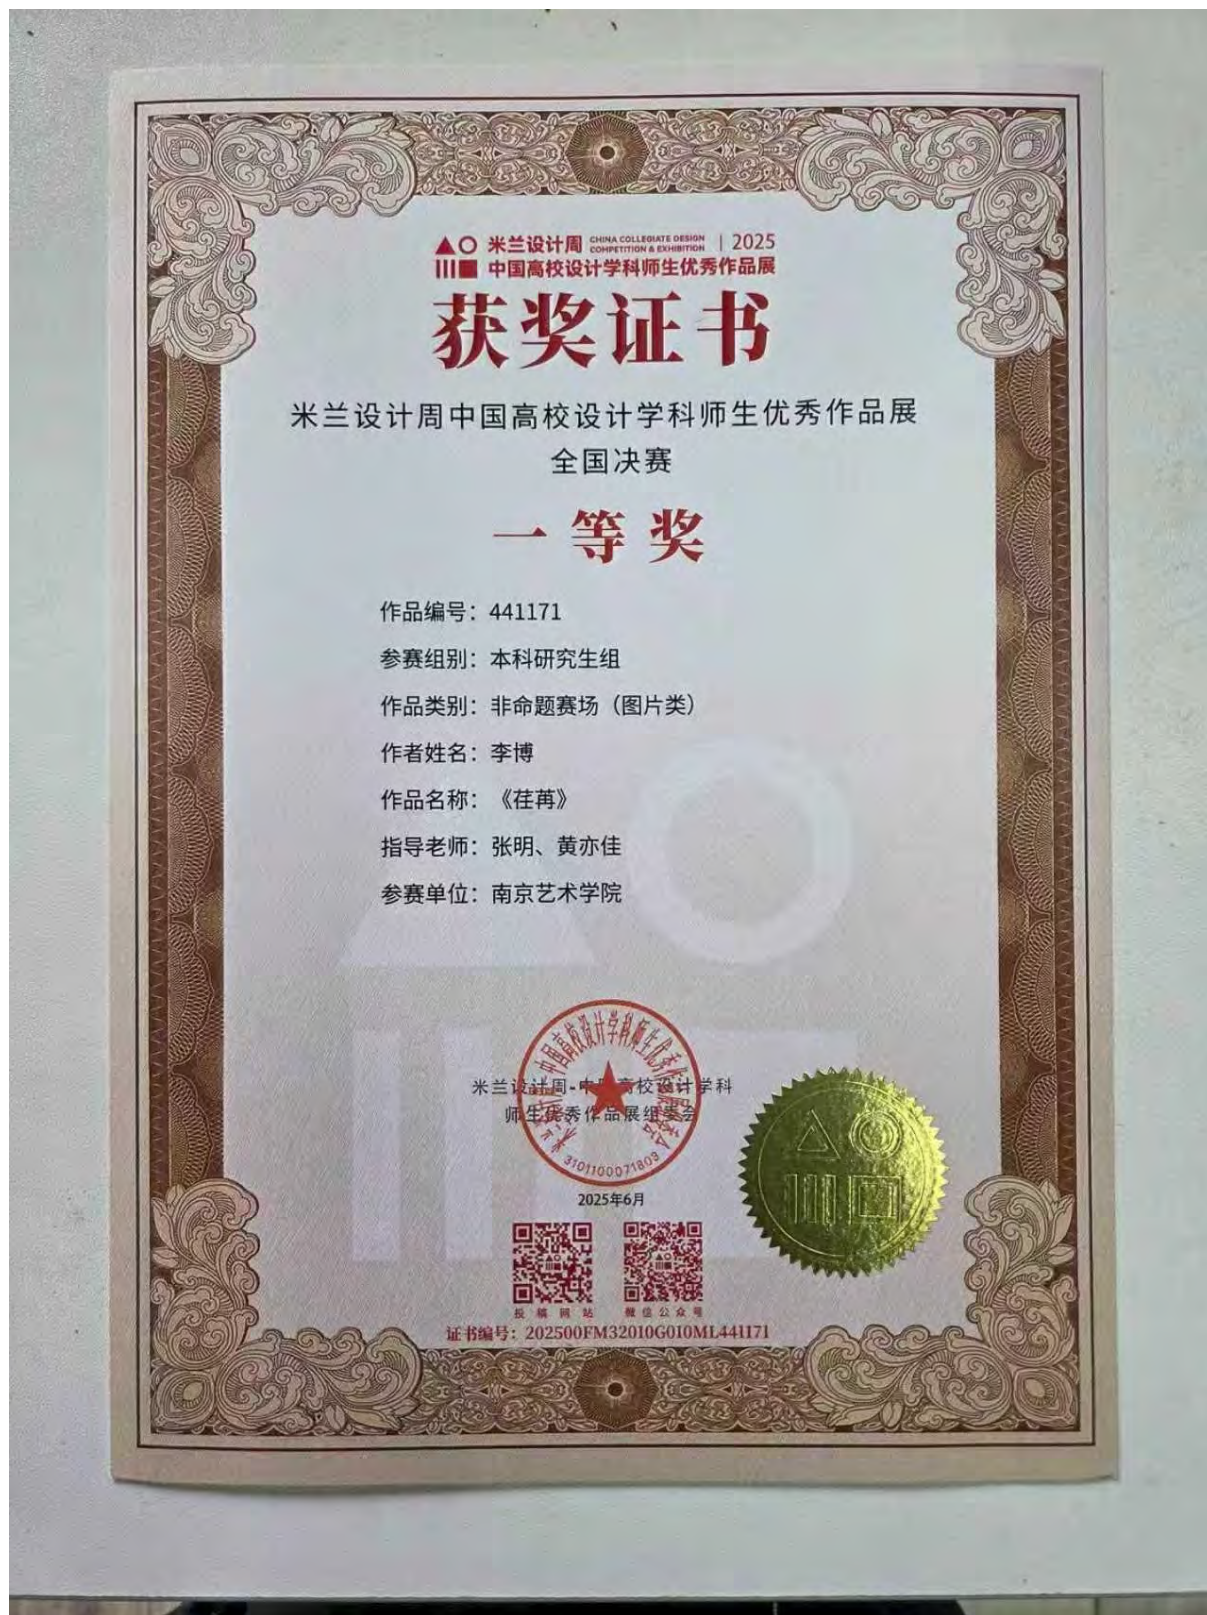 米兰设计周 CHINA COLLEGIATE DESIGN COMPETITION & EXHIBITION | 2025
中国高校设计学科师生优秀作品展
获奖证书
米兰设计周中国高校设计学科师生优秀作品展
全国决赛
一等奖
作品编号：441171
参赛组别：本科研究生组
作品类别：非命题赛场（图片类）
作者姓名：李博
作品名称：《荏苒》
指导老师：张明、黄亦佳
参赛单位：南京艺术学院
米兰设计周-中国高校设计学科
师生优秀作品展组委会
3101100071809
2025年6月
投稿网站 微信公众号
证书编号：202500FM32010G010ML441171